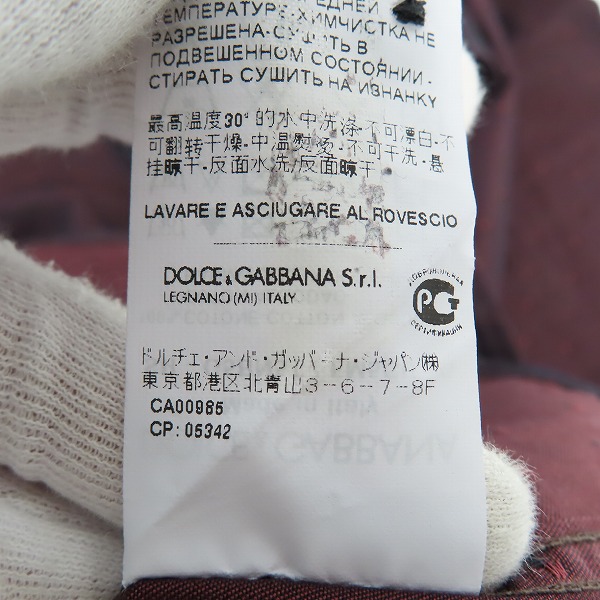 СРЕДНЕЙ
ТЕМПЕРАТУРЕ-ХИМЧИСТКА НЕ
РАЗРЕШЕНА-СУШИТЬ В
ПОДВЕШЕННОМ СОСТОЯНИИ-
СТИРАТЬ СУШИТЬ НА ИЗНАНКУ
最高温度30°的水中洗涤-不可漂白-不
可翻转干燥-中温熨烫-不可干洗-悬
挂晾干-反面水洗/反面晾干
LAVARE E ASCIUGARE AL ROVESCIO
DOLCE & GABBANA S.r.l.
LEGNANO (MI) ITALY
ДОБРОВОЛЬНАЯ
СЕРТИФИКАЦИЯ
ドルチェ・アンド・ガッバーナ・ジャパン㈱
東京都港区北青山3-6-7-8F
CA00985
CP: 05342